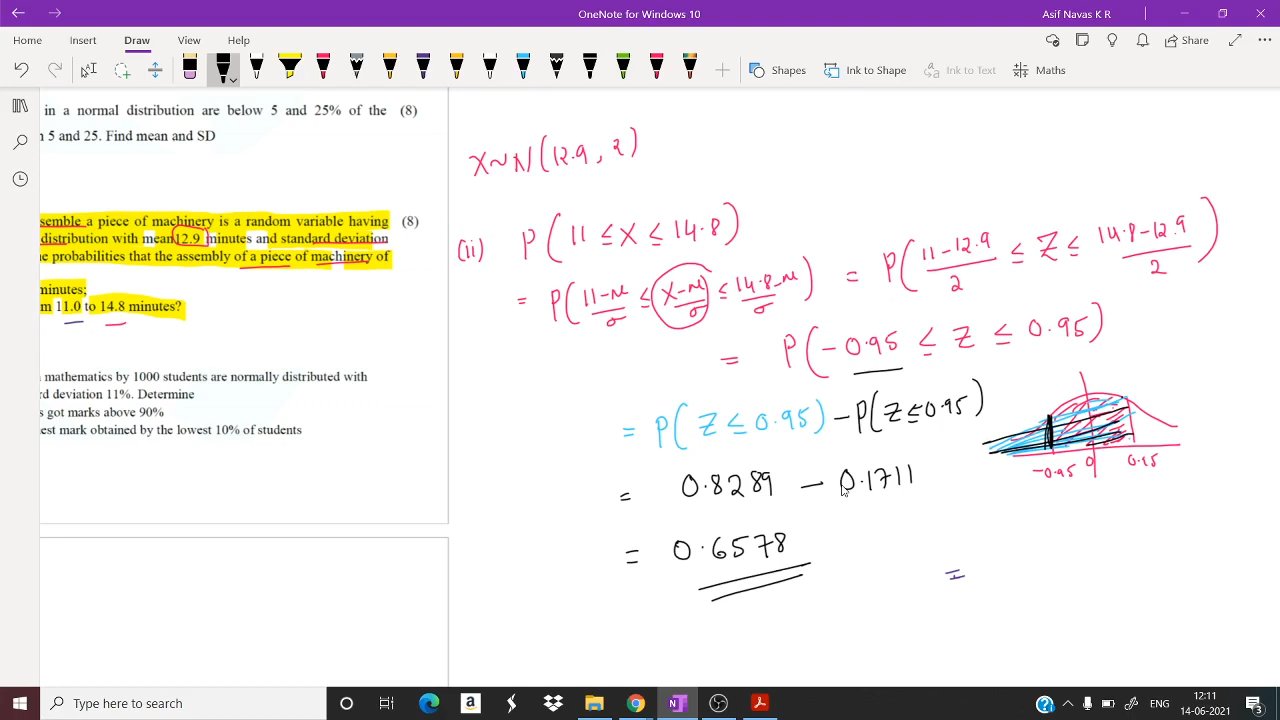 OneNote for Windows 10
Asif Navas K R
Home Insert Draw View Help
Shapes Ink to Shape Ink to Text Maths
in a normal distribution are below 5 and 25% of the (8)
5 and 25. Find mean and SD
semble a piece of machinery is a random variable having (8)
distribution with mean 12.9 minutes and standard deviation
e probabilities that the assembly of a piece of machinery of
minutes;
m 11.0 to 14.8 minutes?
mathematics by 1000 students are normally distributed with
rd deviation 11%. Determine
s got marks above 90%
est mark obtained by the lowest 10% of students
X~N(12.9, 2)
(ii) P(11 ≤ X ≤ 14.8)
= P(11-m/σ ≤ X-m/σ ≤ 14.8-m/σ) = P(11-12.9/2 ≤ Z ≤ 14.8-12.9/2)
= P(-0.95 ≤ Z ≤ 0.95)
= P(Z ≤ 0.95) - P(Z ≤ 0.95)
-0.95 0 0.95
= 0.8289 - 0.1711
= 0.6578
=
Type here to search
12:11
14-06-2021